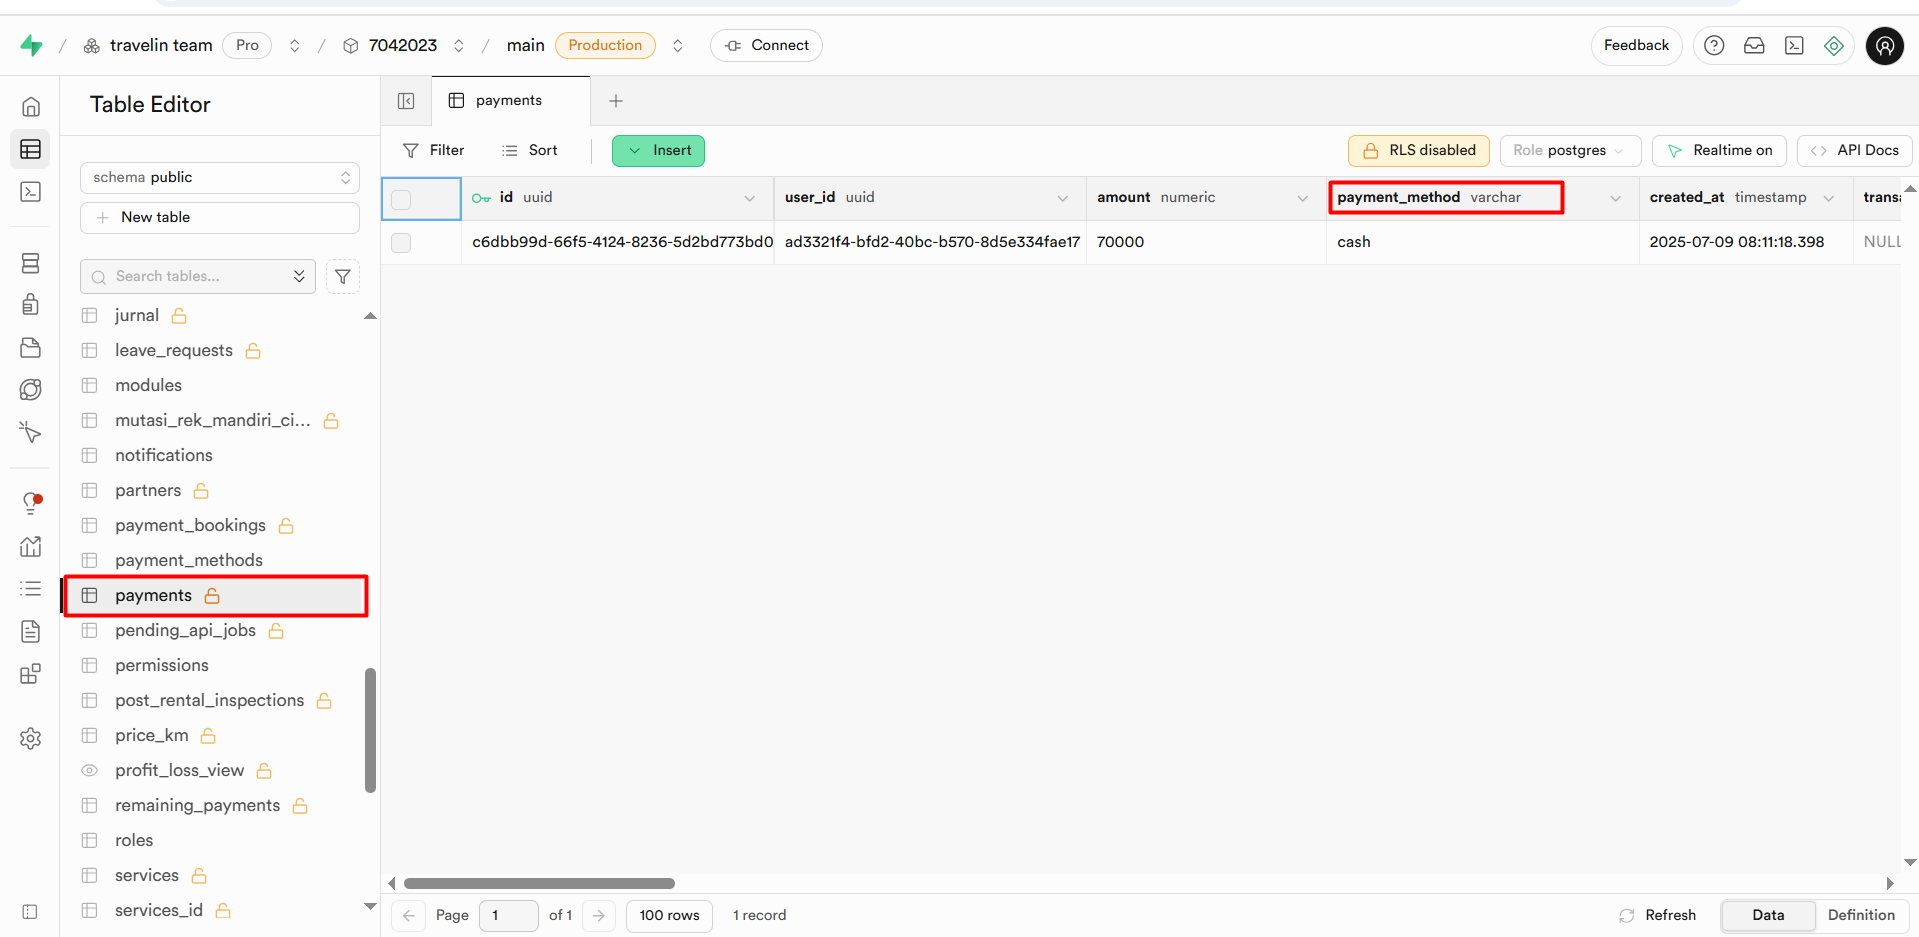 / travelin team Pro / 7042023 / main Production Connect Feedback
Table Editor
payments
Filter Sort Insert RLS disabled Role postgres Realtime on API Docs
schema public
New table
Search tables...
jurnal
leave_requests
modules
mutasi_rek_mandiri_ci...
notifications
partners
payment_bookings
payment_methods
payments
pending_api_jobs
permissions
post_rental_inspections
price_km
profit_loss_view
remaining_payments
roles
services
services_id
id uuid user_id uuid amount numeric payment_method varchar created_at timestamp transa
c6dbb99d-66f5-4124-8236-5d2bd773bd0 ad3321f4-bfd2-40bc-b570-8d5e334fae17 70000 cash 2025-07-09 08:11:18.398 NULL
Page 1 of 1 100 rows 1 record Refresh Data Definition